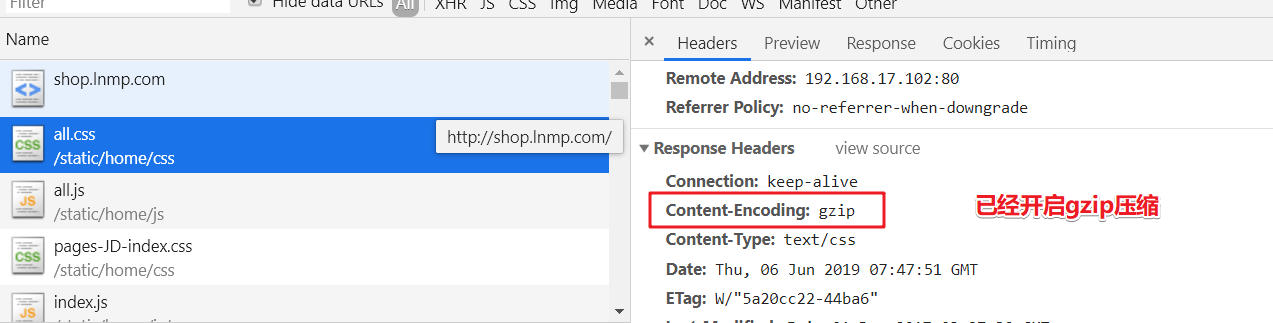 Filter
Hide data URLs All XHR JS CSS Img Media Font Doc WS Manifest Other
Name
shop.lnmp.com
all.css
/static/home/css
http://shop.lnmp.com/
all.js
/static/home/js
pages-JD-index.css
/static/home/css
index.js
× Headers Preview Response Cookies Timing
Remote Address: 192.168.17.102:80
Referrer Policy: no-referrer-when-downgrade
Response Headers view source
Connection: keep-alive
Content-Encoding: gzip
已经开启gzip压缩
Content-Type: text/css
Date: Thu, 06 Jun 2019 07:47:51 GMT
ETag: W/"5a20cc22-44ba6"